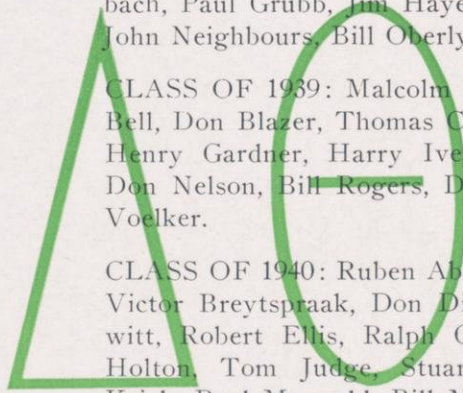 bach, Paul Grubb, Jim Haye
John Neighbours, Bill Oberly
CLASS OF 1939: Malcolm
Bell, Don Blazer, Thomas
Henry Gardner, Harry Ive
Don Nelson, Bill Rogers, D
Voelker.
CLASS OF 1940: Ruben Ab
Victor Breytspraak, Don D
witt, Robert Ellis, Ralph
Holton, Tom Judge, Stuar
ΔΘ